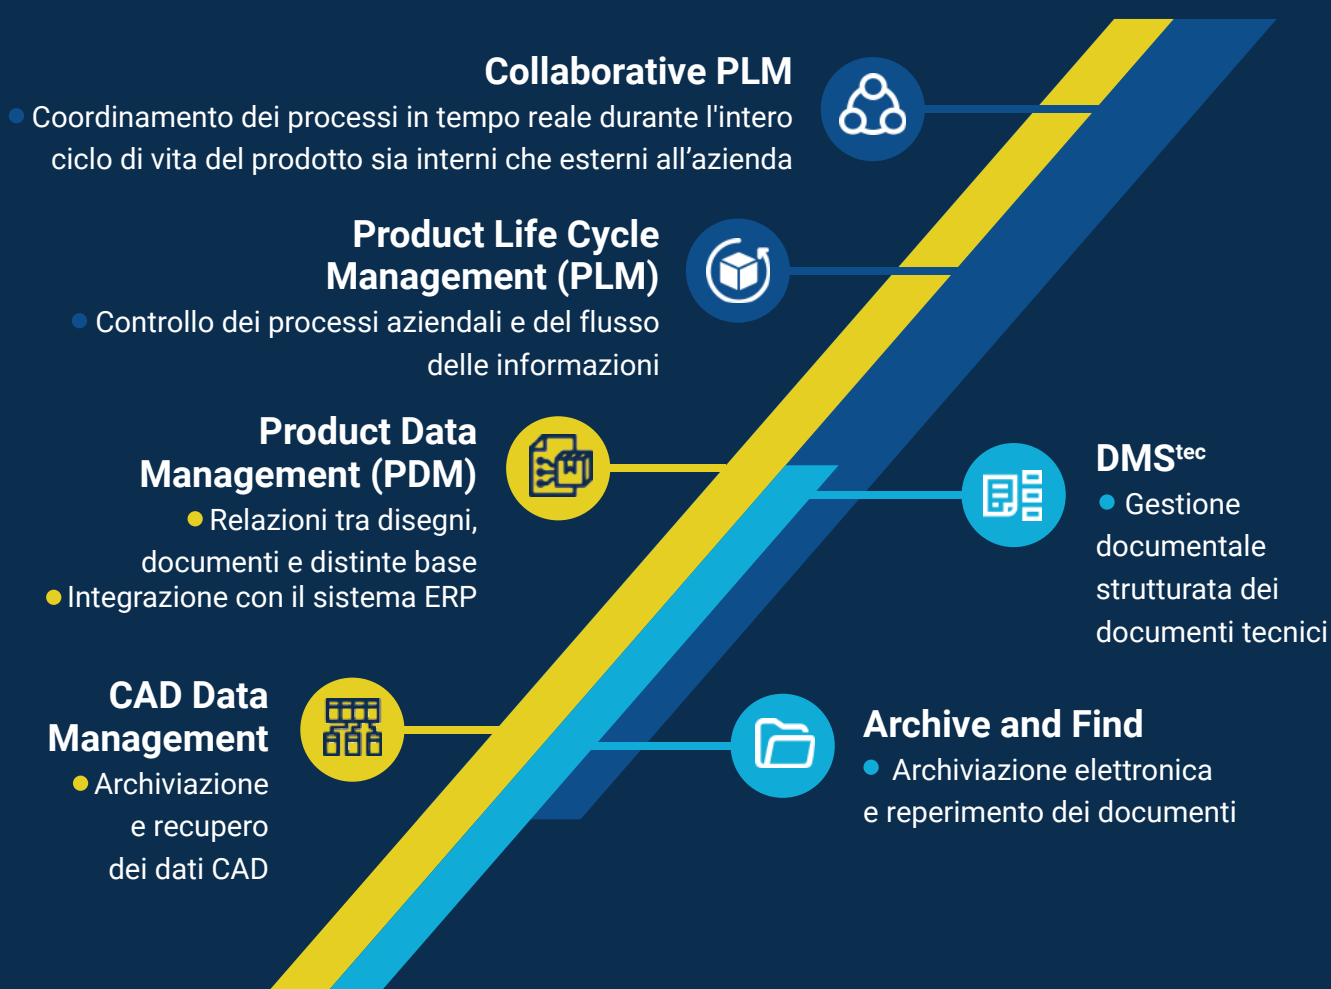 Collaborative PLM
Coordinamento dei processi in tempo reale durante l'intero
ciclo di vita del prodotto sia interni che esterni all’azienda
Product Life Cycle
Management (PLM)
Controllo dei processi aziendali e del flusso
delle informazioni
Product Data
Management (PDM)
Relazioni tra disegni,
documenti e distinte base
Integrazione con il sistema ERP
DMStec
Gestione
documentale
strutturata dei
documenti tecnici
CAD Data
Management
Archiviazione
e recupero
dei dati CAD
Archive and Find
Archiviazione elettronica
e reperimento dei documenti